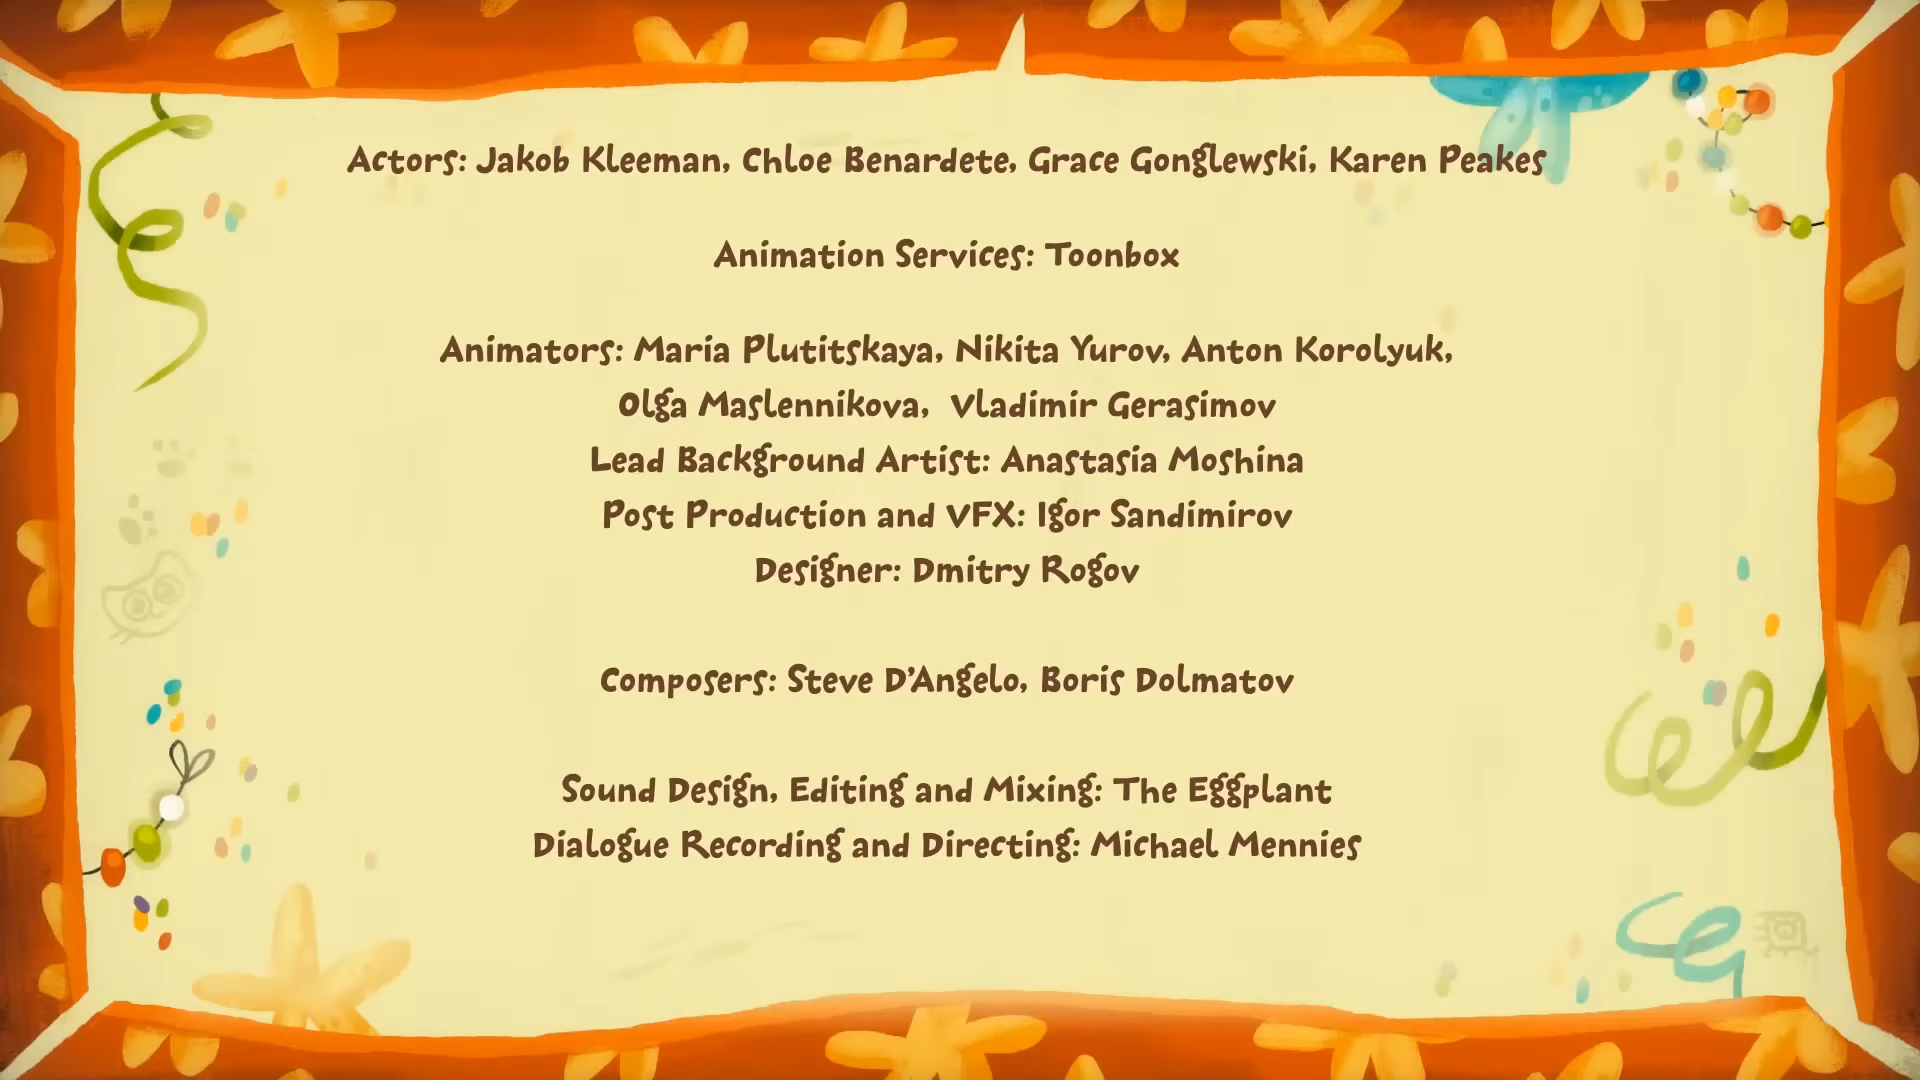 Actors: Jakob Kleeman, Chloe Benardete, Grace Gonglewski, Karen Peakes
Animation Services: Toonbox
Animators: Maria Plutitskaya, Nikita Yurov, Anton Korolyuk,
Olga Maslennikova, Vladimir Gerasimov
Lead Background Artist: Anastasia Moshina
Post Production and VFX: Igor Sandimirov
Designer: Dmitry Rogov
Composers: Steve D’Angelo, Boris Dolmatov
Sound Design, Editing and Mixing: The Eggplant
Dialogue Recording and Directing: Michael Mennies